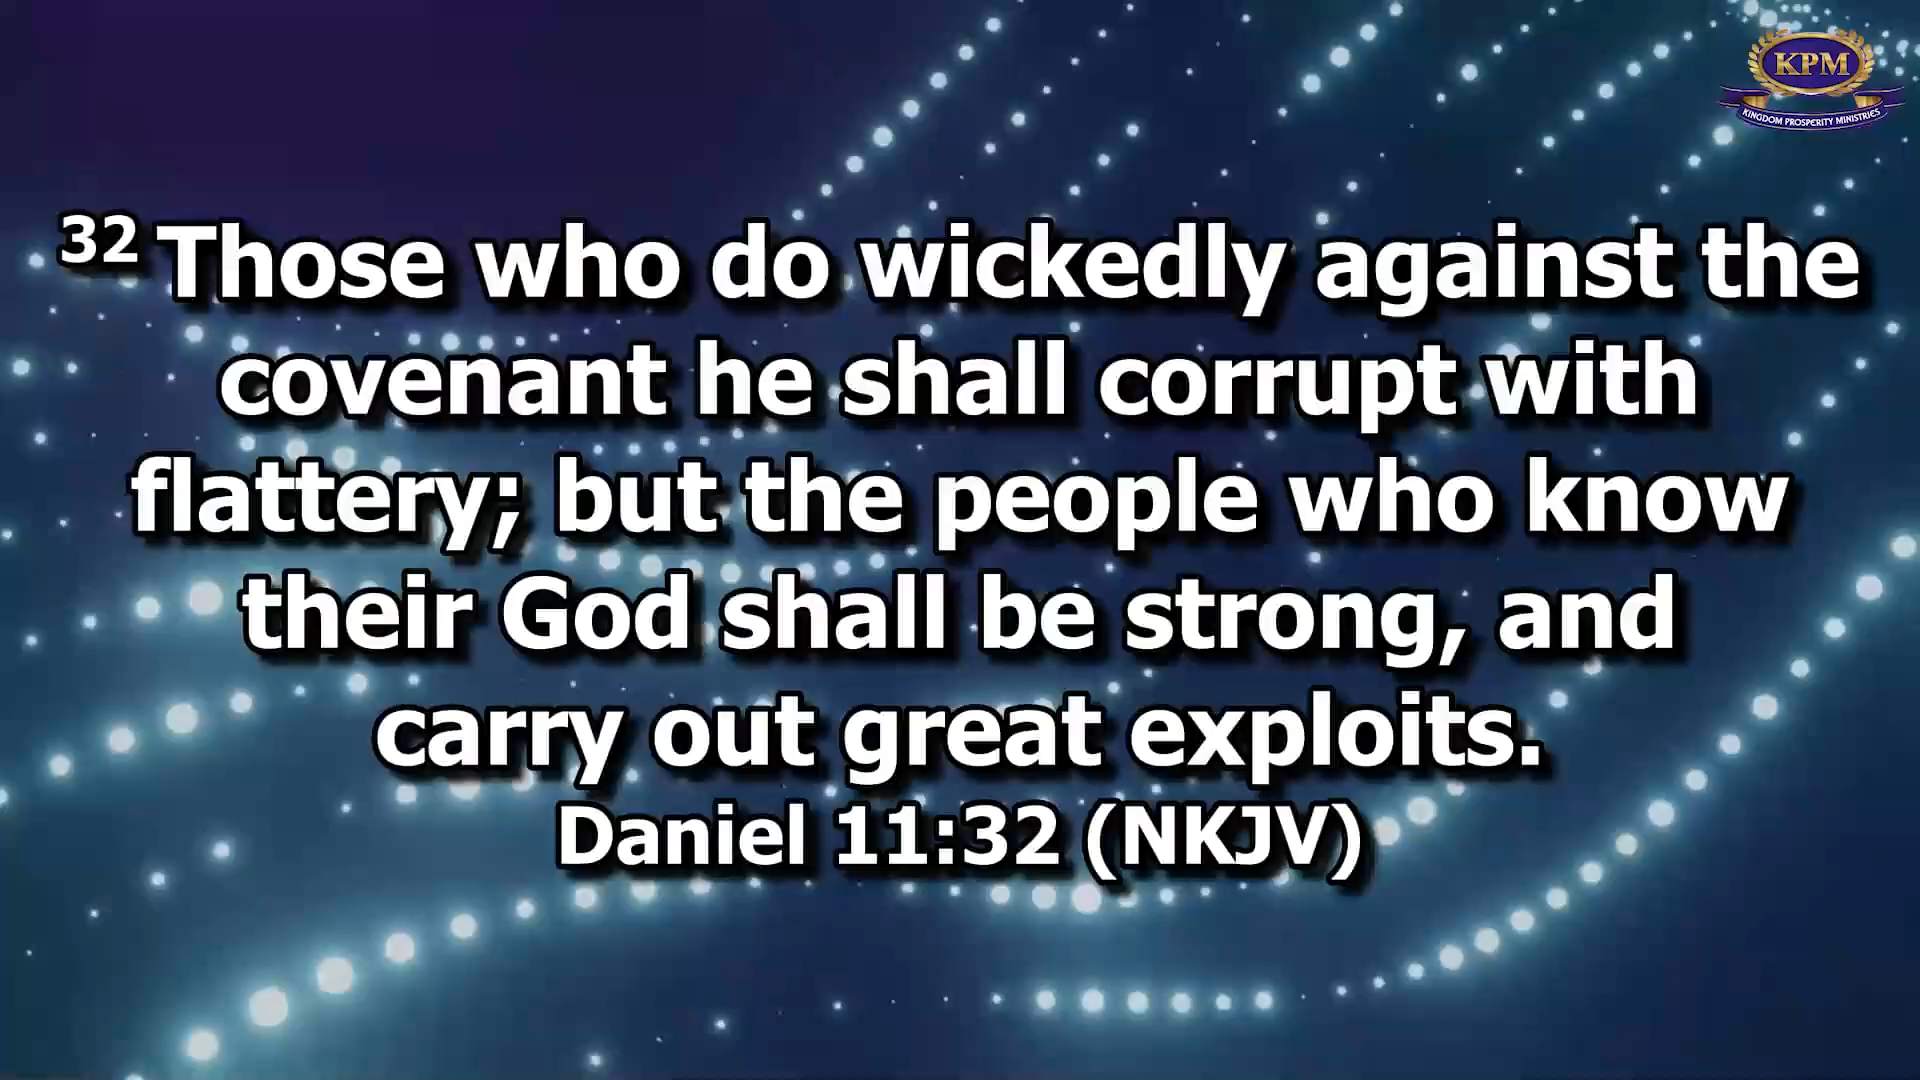 KPM
KINGDOM PROSPERITY MINISTRIES
32 Those who do wickedly against the
covenant he shall corrupt with
flattery; but the people who know
their God shall be strong, and
carry out great exploits.
Daniel 11:32 (NKJV)